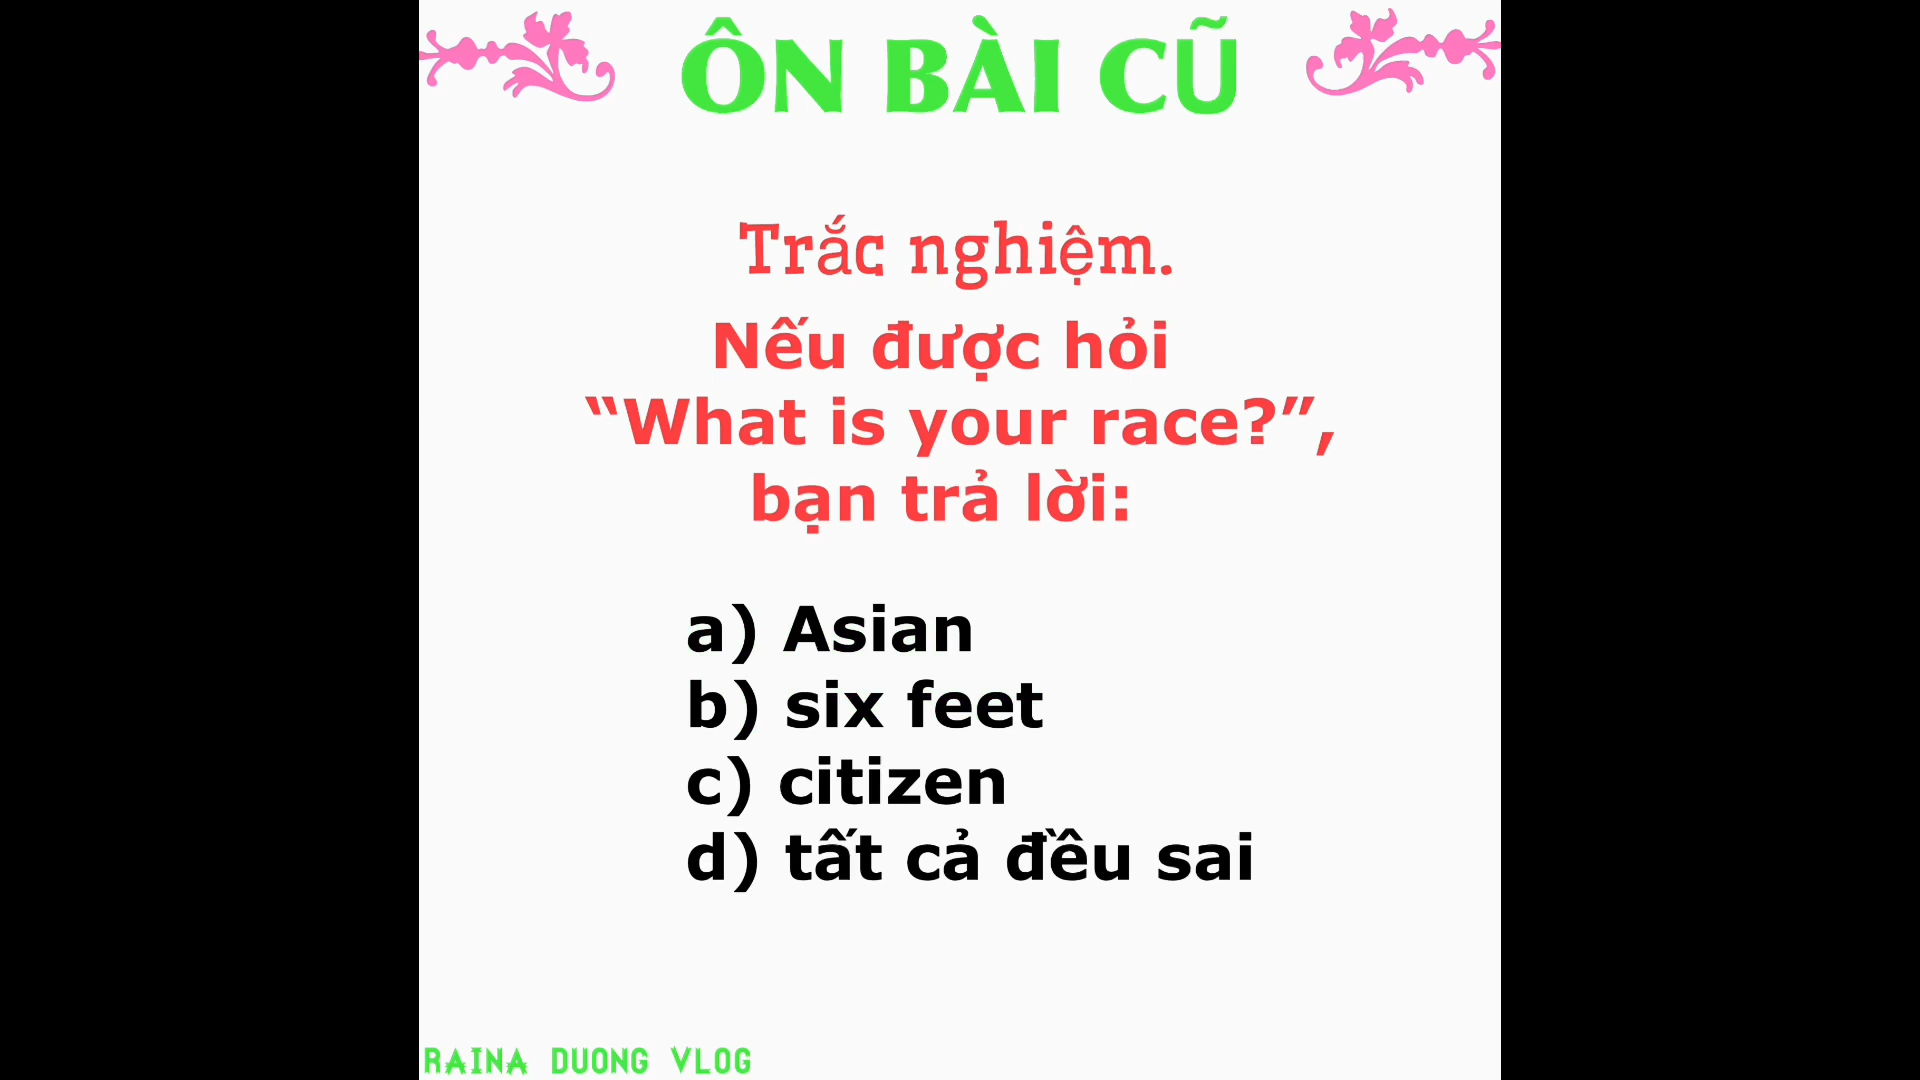 ÔN BÀI CŨ
Trắc nghiệm.
Nếu được hỏi
“What is your race?”,
bạn trả lời:
a) Asian
b) six feet
c) citizen
d) tất cả đều sai
RAINA DUONG VLOG